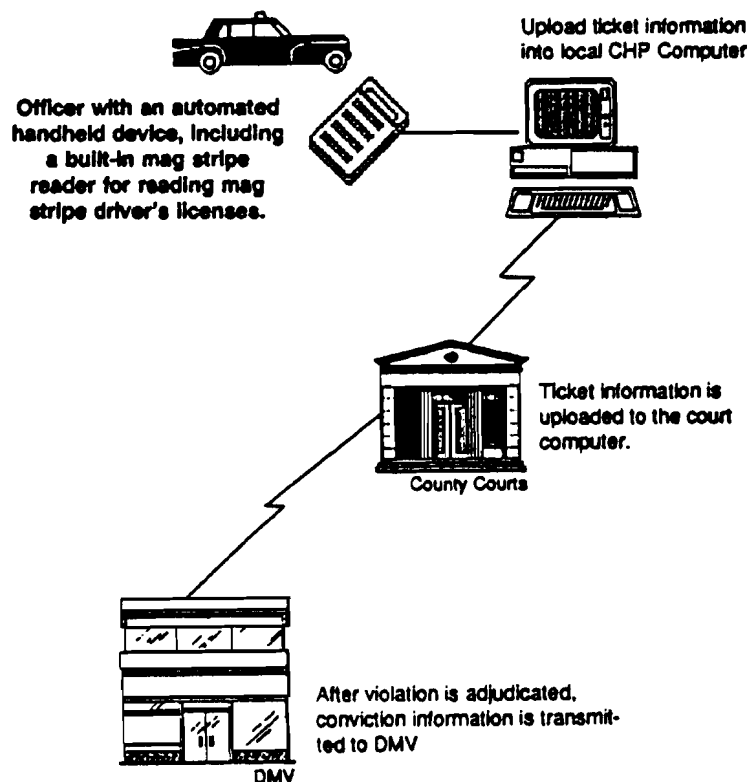 Upload ticket information
into local CHP Computer
Officer with an automated
handheld device, including
a built-in mag stripe
reader for reading mag
stripe driver's licenses.
Ticket information is
uploaded to the court
computer.
County Courts
After violation is adjudicated,
conviction information is transmit-
ted to DMV
DMV